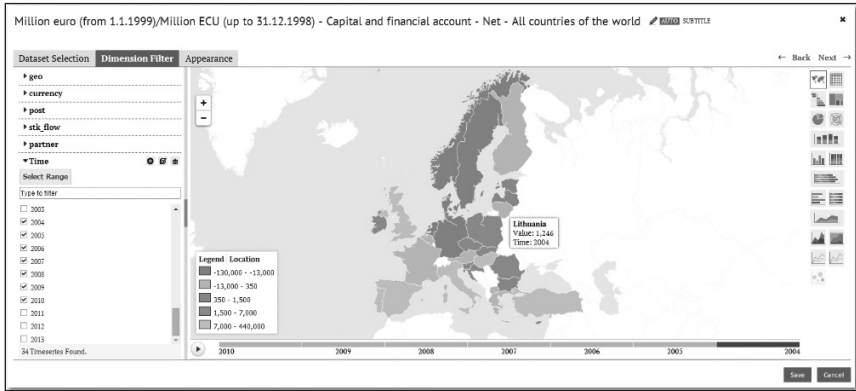 Million euro (from 1.1.1999)/Million ECU (up to 31.12.1998) - Capital and financial account - Net - All countries of the world AUTO SUBTITLE
Dataset Selection Dimension Filter Appearance ← Back Next →
geo
currency
post
stk_flow
partner
Time
Select Range
Type to filter
2003
2004
2005
2006
2007
2008
2009
2010
2011
2012
2013
34 Timeseries Found.
+
−
Lithuania
Value: 1,246
Time: 2004
Legend Location
-130,000 - -13,000
-13,000 - 350
350 - 1,500
1,500 - 7,000
7,000 - 440,000
2010 2009 2008 2007 2006 2005 2004
Save Cancel